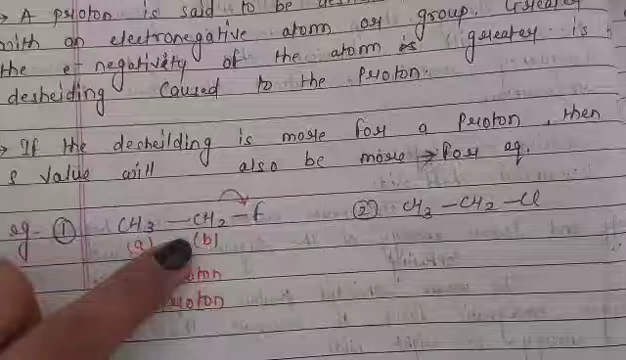 → A proton is said to be
with an electronegative atom or group. Greater
the e⁻ negativity of the atom is greater is
desheiding caused to the Proton.
→ If the desheilding is more for a Proton, then
s value will also be more → For eg.
eg- ① CH3 - CH2 - F ② CH3 - CH2 - Cl
(a) (b)